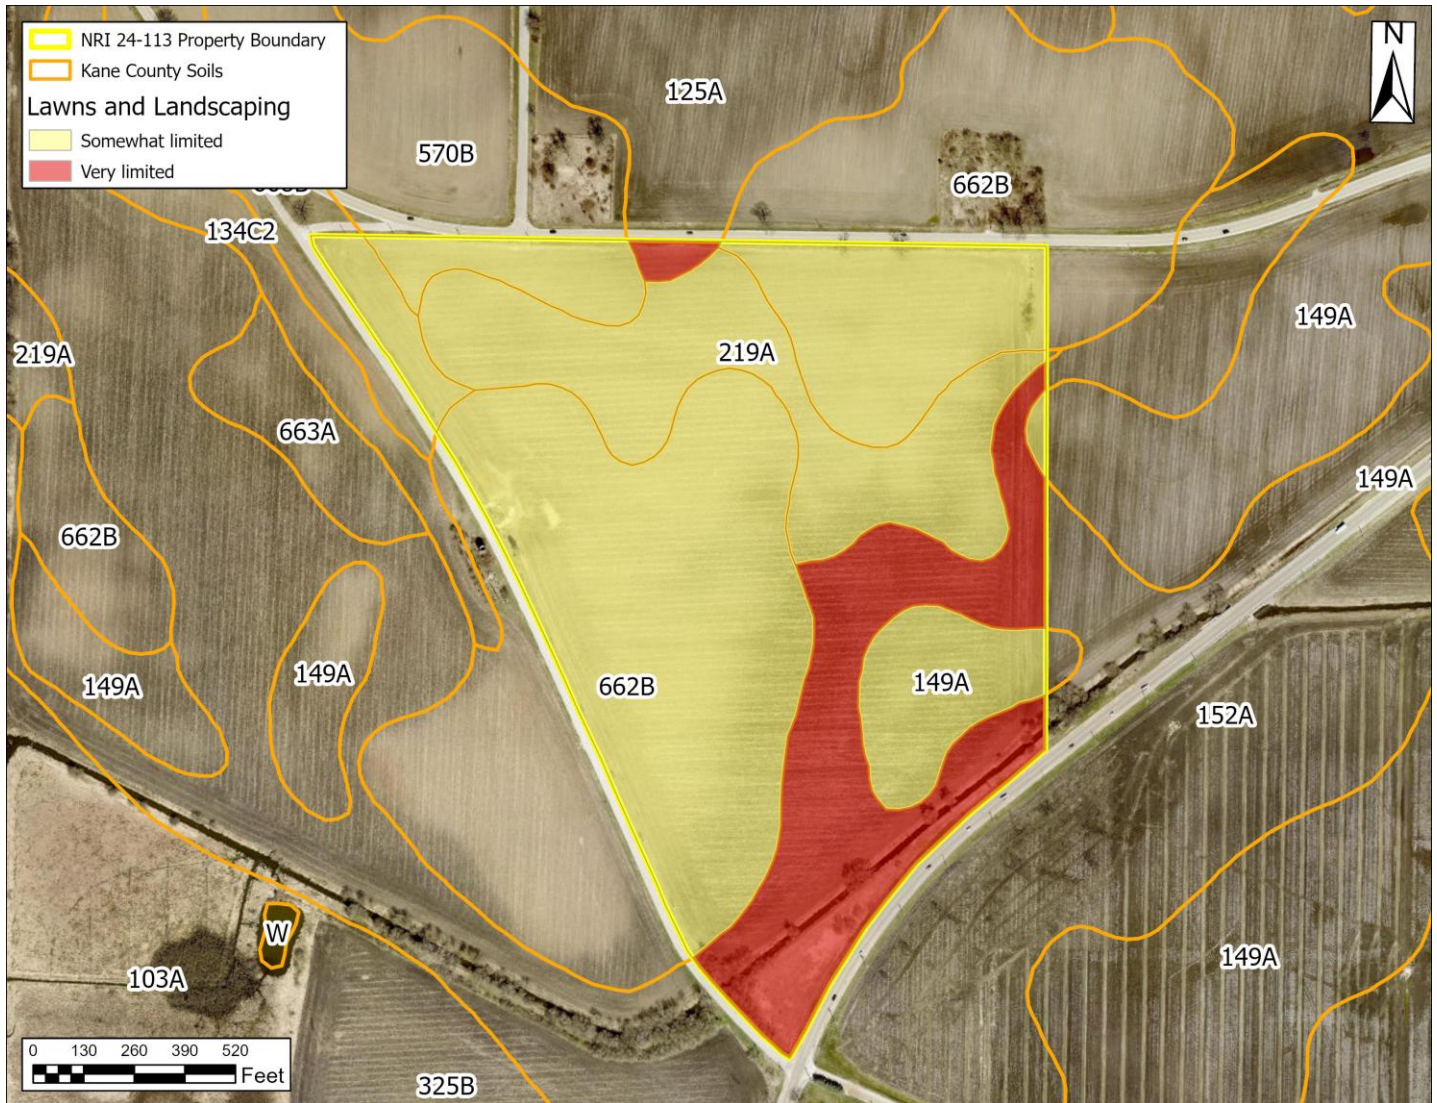 NRI 24-113 Property Boundary
Kane County Soils
Lawns and Landscaping
Somewhat limited
Very limited
N
125A
570B
662B
134C2
149A
219A
219A
663A
149A
662B
149A
149A
662B
149A
152A
W
103A
149A
0 130 260 390 520
Feet
325B